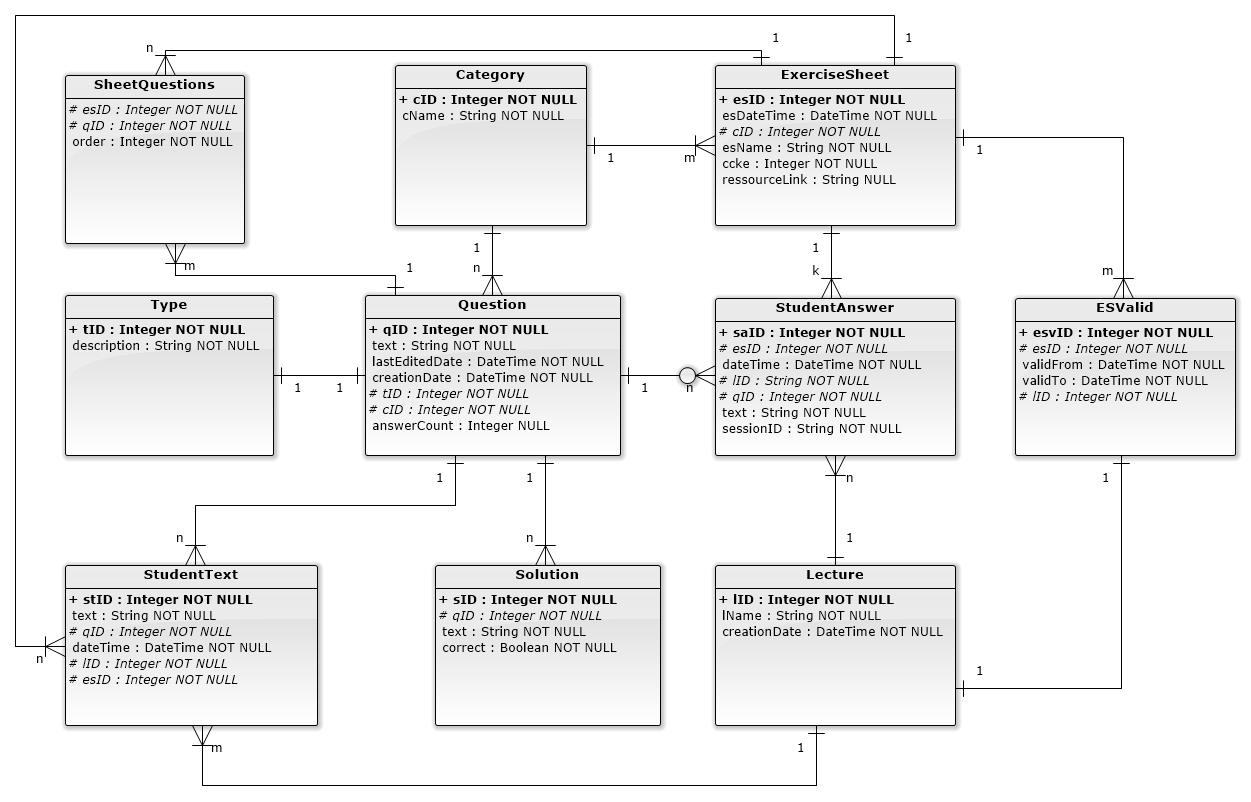 1
1
n
SheetQuestions
# esID : Integer NOT NULL
# qID : Integer NOT NULL
order : Integer NOT NULL
m
Category
+ cID : Integer NOT NULL
cName : String NOT NULL
1
m
1
n
ExerciseSheet
+ esID : Integer NOT NULL
esDateTime : DateTime NOT NULL
# cID : Integer NOT NULL
esName : String NOT NULL
ccke : Integer NOT NULL
ressourceLink : String NULL
1
1
k
m
1
Type
+ tID : Integer NOT NULL
description : String NOT NULL
1
1
Question
+ qID : Integer NOT NULL
text : String NOT NULL
lastEditedDate : DateTime NOT NULL
creationDate : DateTime NOT NULL
# tID : Integer NOT NULL
# cID : Integer NOT NULL
answerCount : Integer NULL
1
n
StudentAnswer
+ saID : Integer NOT NULL
# esID : Integer NOT NULL
dateTime : DateTime NOT NULL
# lID : String NOT NULL
# qID : Integer NOT NULL
text : String NOT NULL
sessionID : String NOT NULL
ESValid
+ esvID : Integer NOT NULL
# esID : Integer NOT NULL
validFrom : DateTime NOT NULL
validTo : DateTime NOT NULL
# lID : Integer NOT NULL
1
1
n
1
n
n
1
StudentText
+ stID : Integer NOT NULL
text : String NOT NULL
# qID : Integer NOT NULL
dateTime : DateTime NOT NULL
# lID : Integer NOT NULL
# esID : Integer NOT NULL
n
m
Solution
+ sID : Integer NOT NULL
# qID : Integer NOT NULL
text : String NOT NULL
correct : Boolean NOT NULL
Lecture
+ lID : Integer NOT NULL
lName : String NOT NULL
creationDate : DateTime NOT NULL
1
1